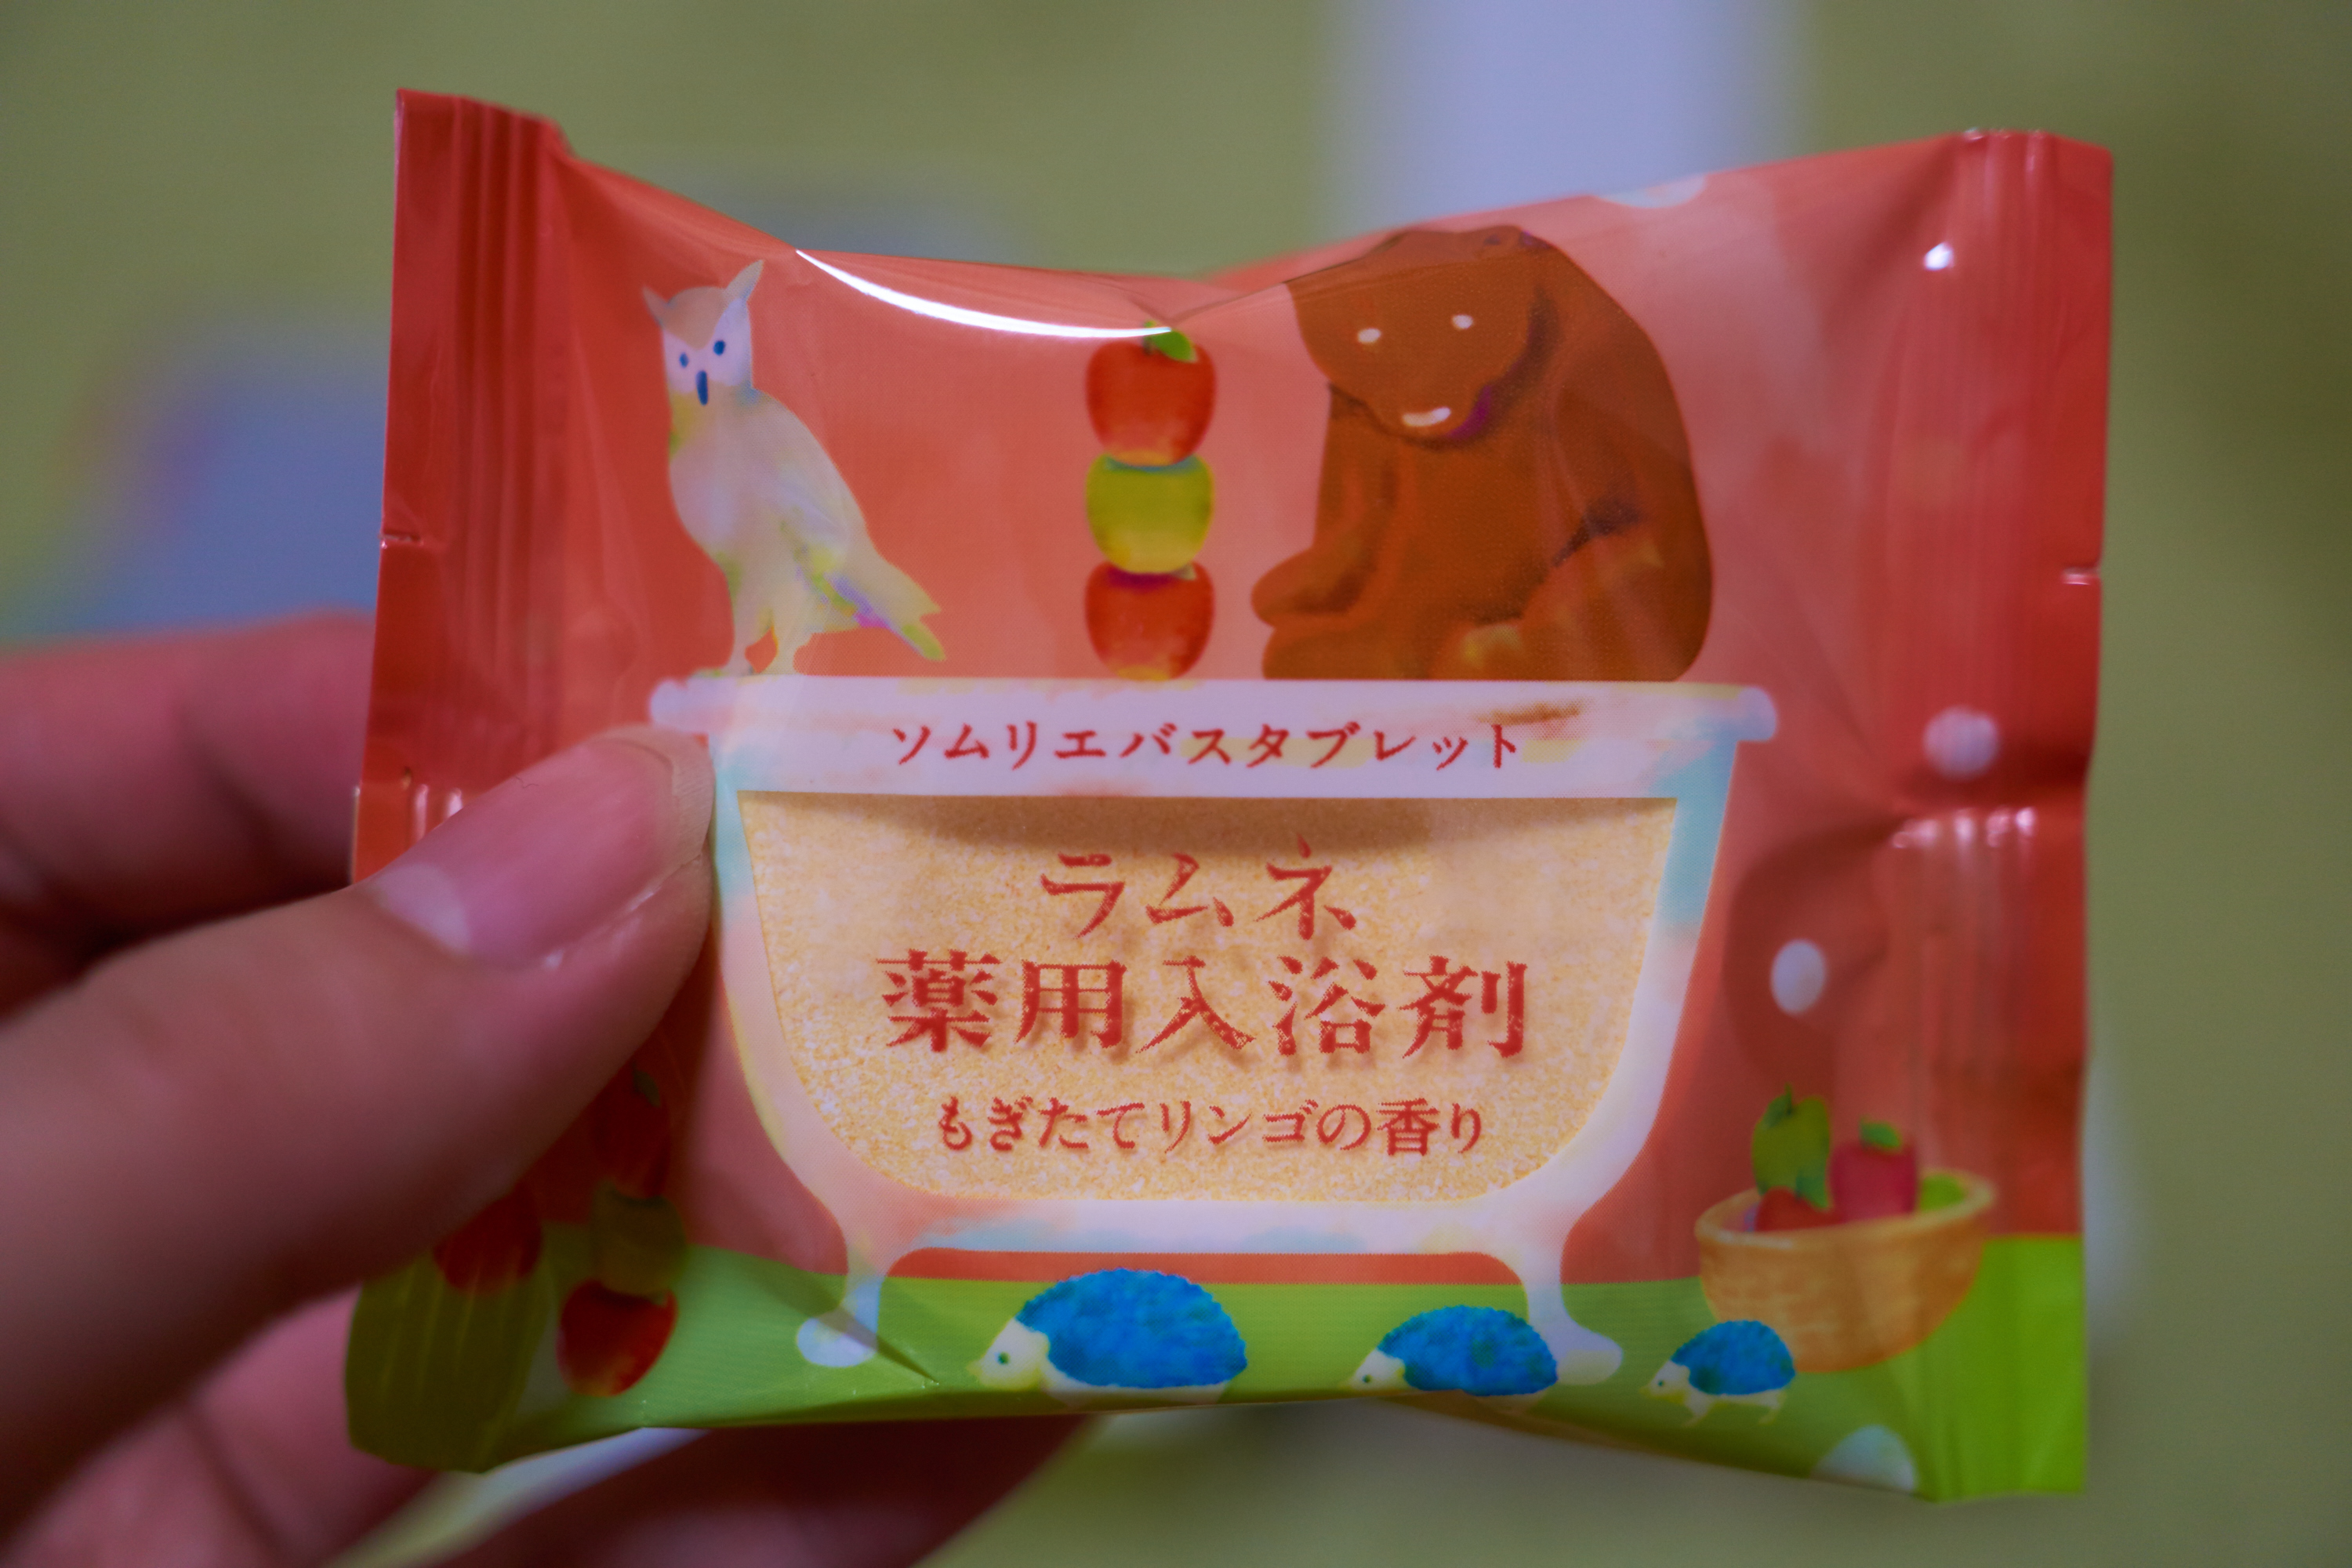 ソムリエバスタブレット
ラムネ
薬用入浴剤
もぎたてリンゴの香り